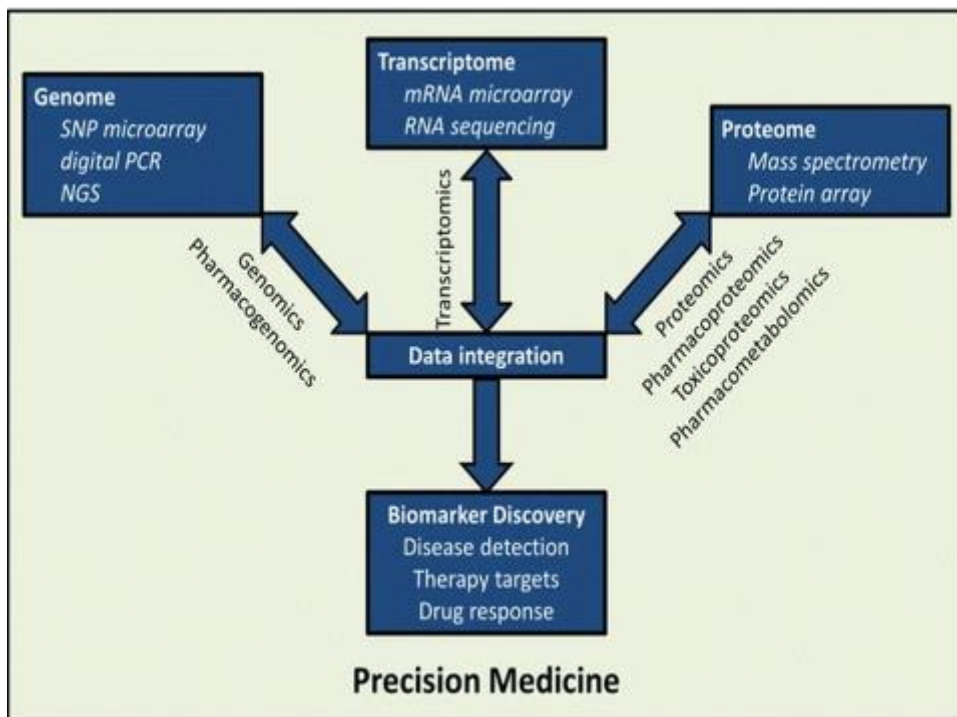 Genome
SNP microarray
digital PCR
NGS
Transcriptome
mRNA microarray
RNA sequencing
Proteome
Mass spectrometry
Protein array
Genomics
Pharmacogenomics
Transcriptomics
Proteomics
Pharmacoproteomics
Toxicoproteomics
Pharmacometabolomics
Data integration
Biomarker Discovery
Disease detection
Therapy targets
Drug response
Precision Medicine